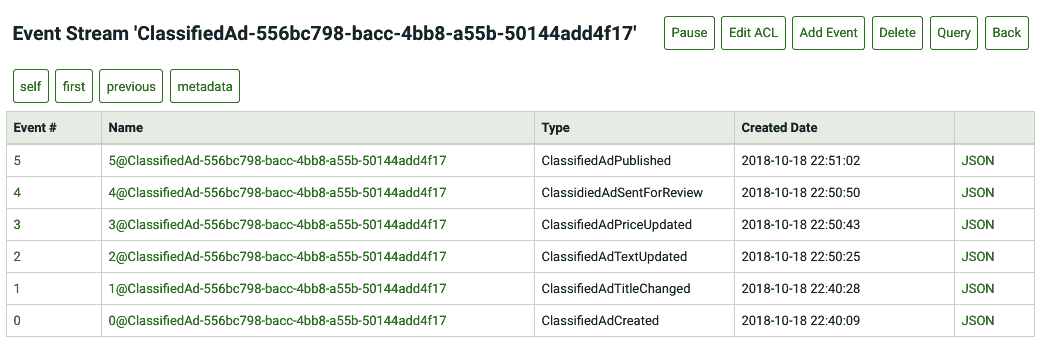 Event Stream 'ClassifiedAd-556bc798-bacc-4bb8-a55b-50144add4f17' Pause Edit ACL Add Event Delete Query Back
self first previous metadata
Event # Name Type Created Date
5 5@ClassifiedAd-556bc798-bacc-4bb8-a55b-50144add4f17 ClassifiedAdPublished 2018-10-18 22:51:02 JSON
4 4@ClassifiedAd-556bc798-bacc-4bb8-a55b-50144add4f17 ClassidiedAdSentForReview 2018-10-18 22:50:50 JSON
3 3@ClassifiedAd-556bc798-bacc-4bb8-a55b-50144add4f17 ClassifiedAdPriceUpdated 2018-10-18 22:50:43 JSON
2 2@ClassifiedAd-556bc798-bacc-4bb8-a55b-50144add4f17 ClassifiedAdTextUpdated 2018-10-18 22:50:25 JSON
1 1@ClassifiedAd-556bc798-bacc-4bb8-a55b-50144add4f17 ClassifiedAdTitleChanged 2018-10-18 22:40:28 JSON
0 0@ClassifiedAd-556bc798-bacc-4bb8-a55b-50144add4f17 ClassifiedAdCreated 2018-10-18 22:40:09 JSON